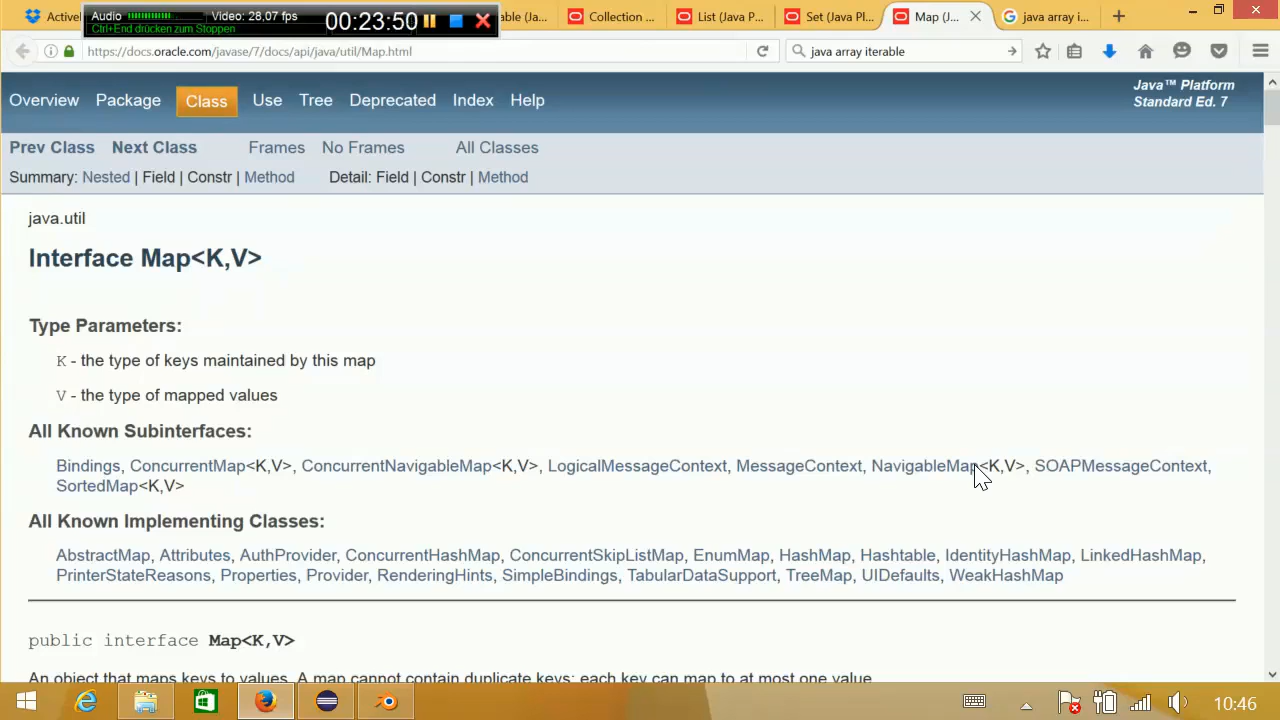 Activel
Audio
Video: 28,07 fps
00:23:50
Ctrl+End drücken zum Stoppen
able (Ja...
Collection ...
List (Java P...
Set (Java Pl...
Map (J...
java array i...
https://docs.oracle.com/javase/7/docs/api/java/util/Map.html
java array iterable
Overview Package Class Use Tree Deprecated Index Help
Java™ Platform
Standard Ed. 7
Prev Class Next Class Frames No Frames All Classes
Summary: Nested | Field | Constr | Method Detail: Field | Constr | Method
java.util
Interface Map<K,V>
Type Parameters:
K - the type of keys maintained by this map
V - the type of mapped values
All Known Subinterfaces:
Bindings, ConcurrentMap<K,V>, ConcurrentNavigableMap<K,V>, LogicalMessageContext, MessageContext, NavigableMap<K,V>, SOAPMessageContext,
SortedMap<K,V>
All Known Implementing Classes:
AbstractMap, Attributes, AuthProvider, ConcurrentHashMap, ConcurrentSkipListMap, EnumMap, HashMap, Hashtable, IdentityHashMap, LinkedHashMap,
PrinterStateReasons, Properties, Provider, RenderingHints, SimpleBindings, TabularDataSupport, TreeMap, UIDefaults, WeakHashMap
public interface Map<K,V>
An object that maps keys to values. A map cannot contain duplicate keys; each key can map to at most one value.
10:46